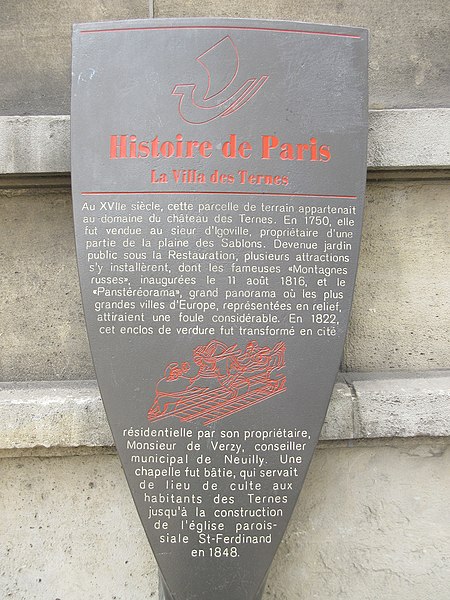 Histoire de Paris
La Villa des Ternes
Au XVIIe siècle, cette parcelle de terrain appartenait
au domaine du château des Ternes. En 1750, elle
fut vendue au sieur d'Igoville, propriétaire d'une
partie de la plaine des Sablons. Devenue jardin
public sous la Restauration, plusieurs attractions
s'y installèrent, dont les fameuses «Montagnes
russes», inaugurées le 11 août 1816, et le
«Panstéréorama», grand panorama où les plus
grandes villes d'Europe, représentées en relief,
attiraient une foule considérable. En 1822,
cet enclos de verdure fut transformé en cité
résidentielle par son propriétaire,
Monsieur de Verzy, conseiller
municipal de Neuilly. Une
chapelle fut bâtie, qui servait
de lieu de culte aux
habitants des Ternes
jusqu'à la construction
de l'église parois-
siale St-Ferdinand
en 1848.